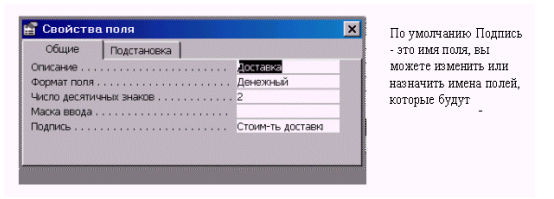 Свойства поля
Общие Подстановка
Описание . . . . . . . . . . . . . . . . . . . . . Доставка
Формат поля . . . . . . . . . . . . . . . . . . . Денежный
Число десятичных знаков . . . . . . . . . . . 2
Маска ввода . . . . . . . . . . . . . . . . . . .
Подпись . . . . . . . . . . . . . . . . . . . . . . Стоим-ть доставк
По умолчанию Подпись
- это имя поля, вы
можете изменить или
назначить имена полей,
которые будут